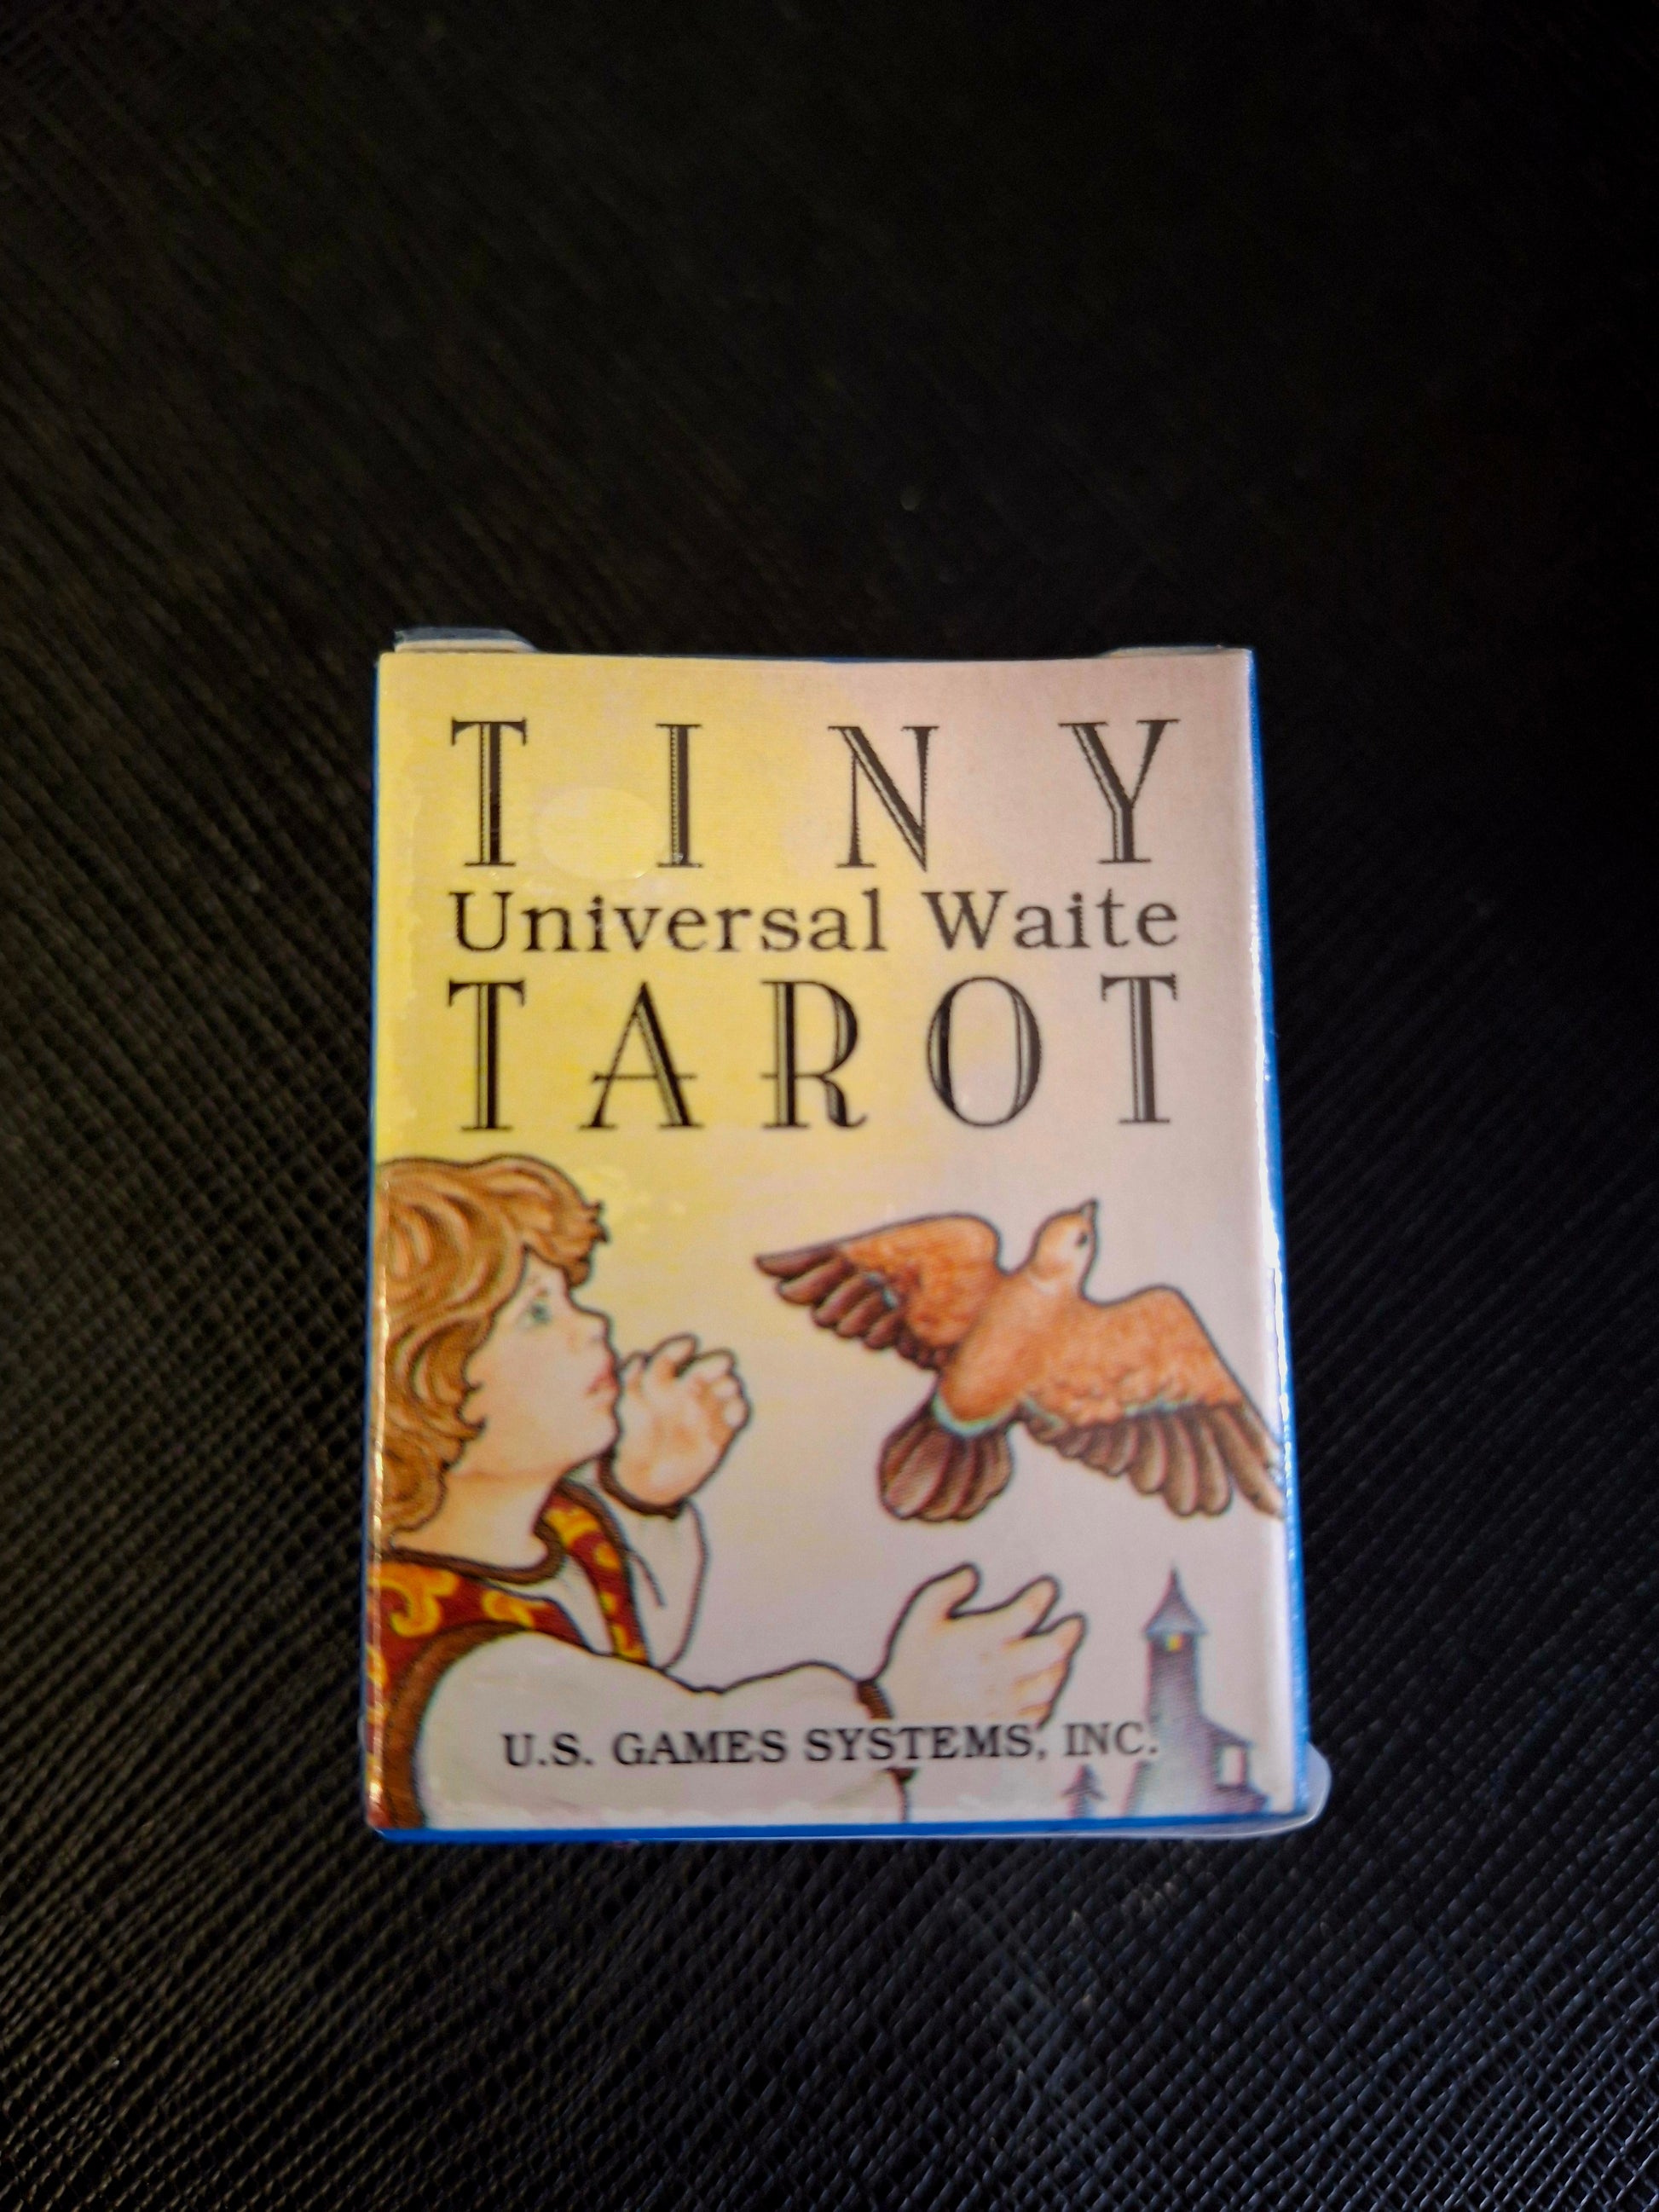 TINY
Universal Waite
TAROT
U.S. GAMES SYSTEMS, INC.